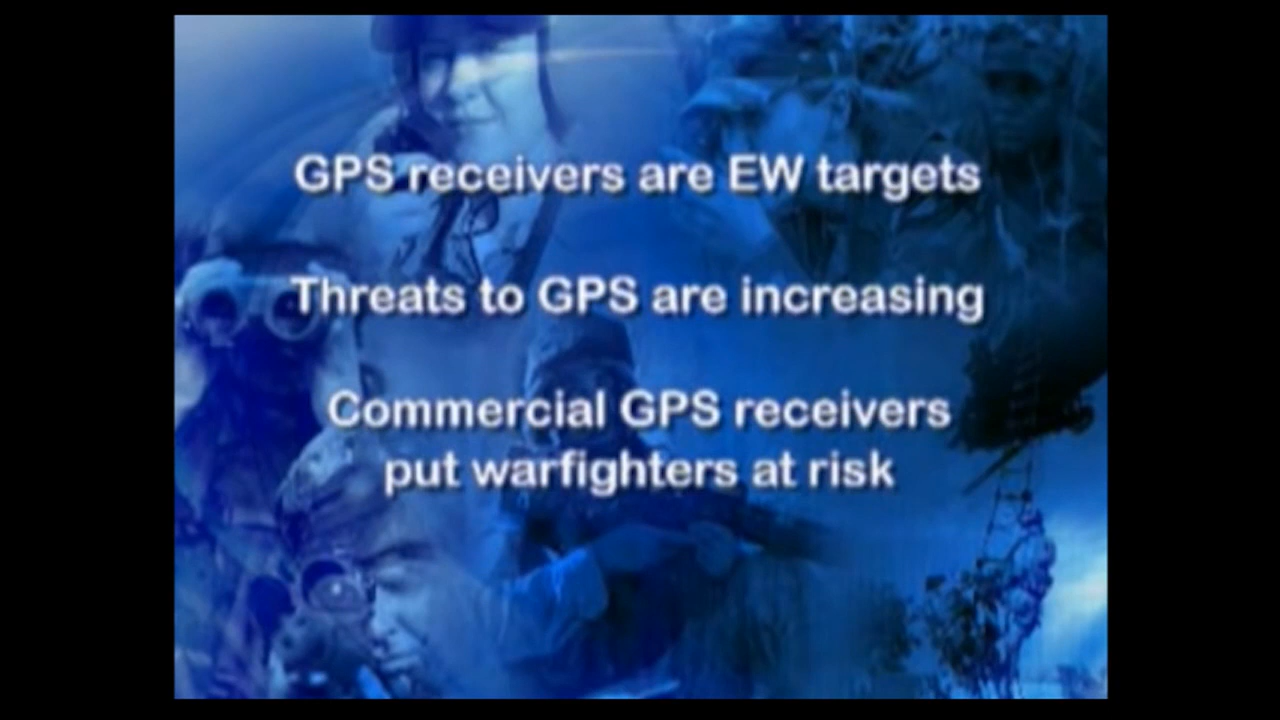 GPS receivers are EW targets
Threats to GPS are increasing
Commercial GPS receivers
put warfighters at risk